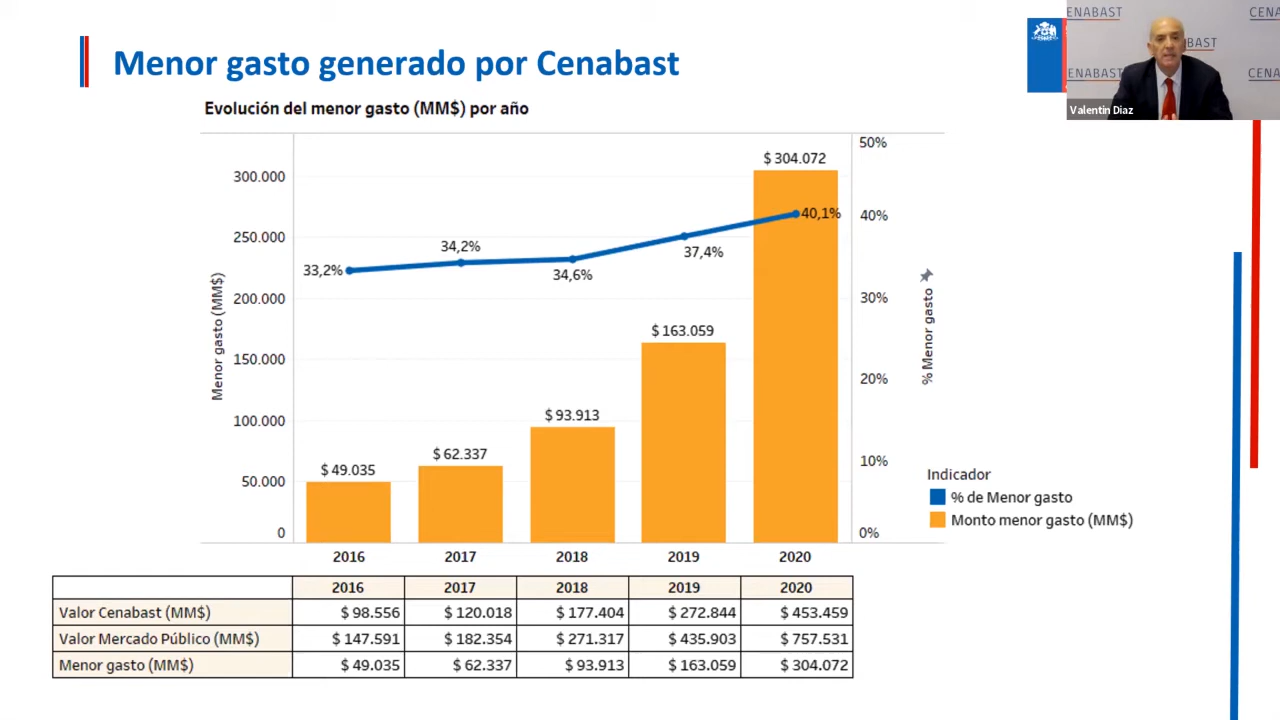 Menor gasto generado por Cenabast
CENABAST
CENA
BAST
CENABAST
CENA
Valentin Diaz
Evolución del menor gasto (MM$) por año
Menor gasto (MM$)
300.000
250.000
200.000
150.000
100.000
50.000
0
$ 49.035
$ 62.337
$ 93.913
$ 163.059
$ 304.072
33,2%
34,2%
34,6%
37,4%
40,1%
50%
40%
30%
20%
10%
0%
% Menor gasto
2016 2017 2018 2019 2020
Indicador
% de Menor gasto
Monto menor gasto (MM$)
2016 2017 2018 2019 2020
Valor Cenabast (MM$) $ 98.556 $ 120.018 $ 177.404 $ 272.844 $ 453.459
Valor Mercado Público (MM$) $ 147.591 $ 182.354 $ 271.317 $ 435.903 $ 757.531
Menor gasto (MM$) $ 49.035 $ 62.337 $ 93.913 $ 163.059 $ 304.072